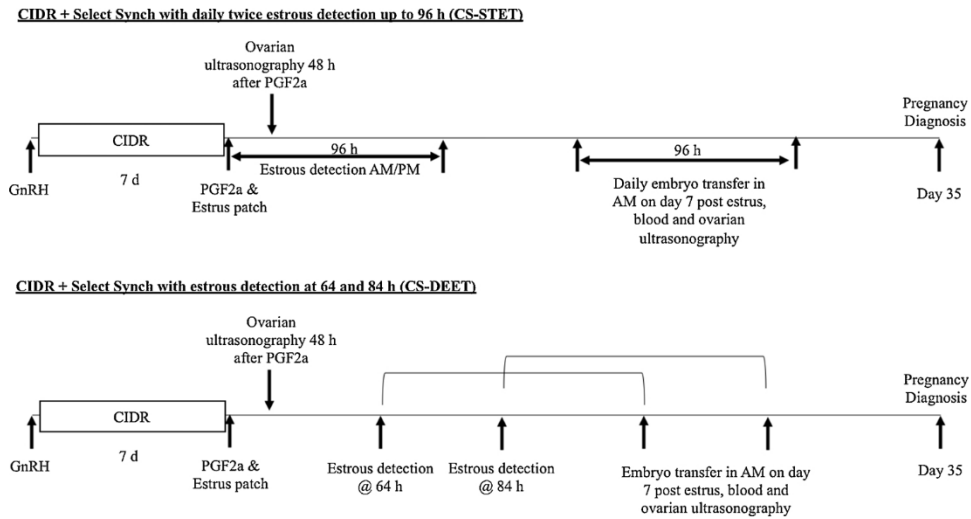 CIDR + Select Synch with daily twice estrous detection up to 96 h (CS-STET)
Ovarian
ultrasonography 48 h
after PGF2a
Pregnancy
Diagnosis
CIDR
96 h
96 h
Estrous detection AM/PM
GnRH
7 d
PGF2a &
Estrus patch
Daily embryo transfer in
AM on day 7 post estrus,
blood and ovarian
ultrasonography
Day 35
CIDR + Select Synch with estrous detection at 64 and 84 h (CS-DEET)
Ovarian
ultrasonography 48 h
after PGF2a
Pregnancy
Diagnosis
CIDR
GnRH
7 d
PGF2a &
Estrus patch
Estrous detection
@ 64 h
Estrous detection
@ 84 h
Embryo transfer in AM on day
7 post estrus, blood and
ovarian ultrasonography
Day 35